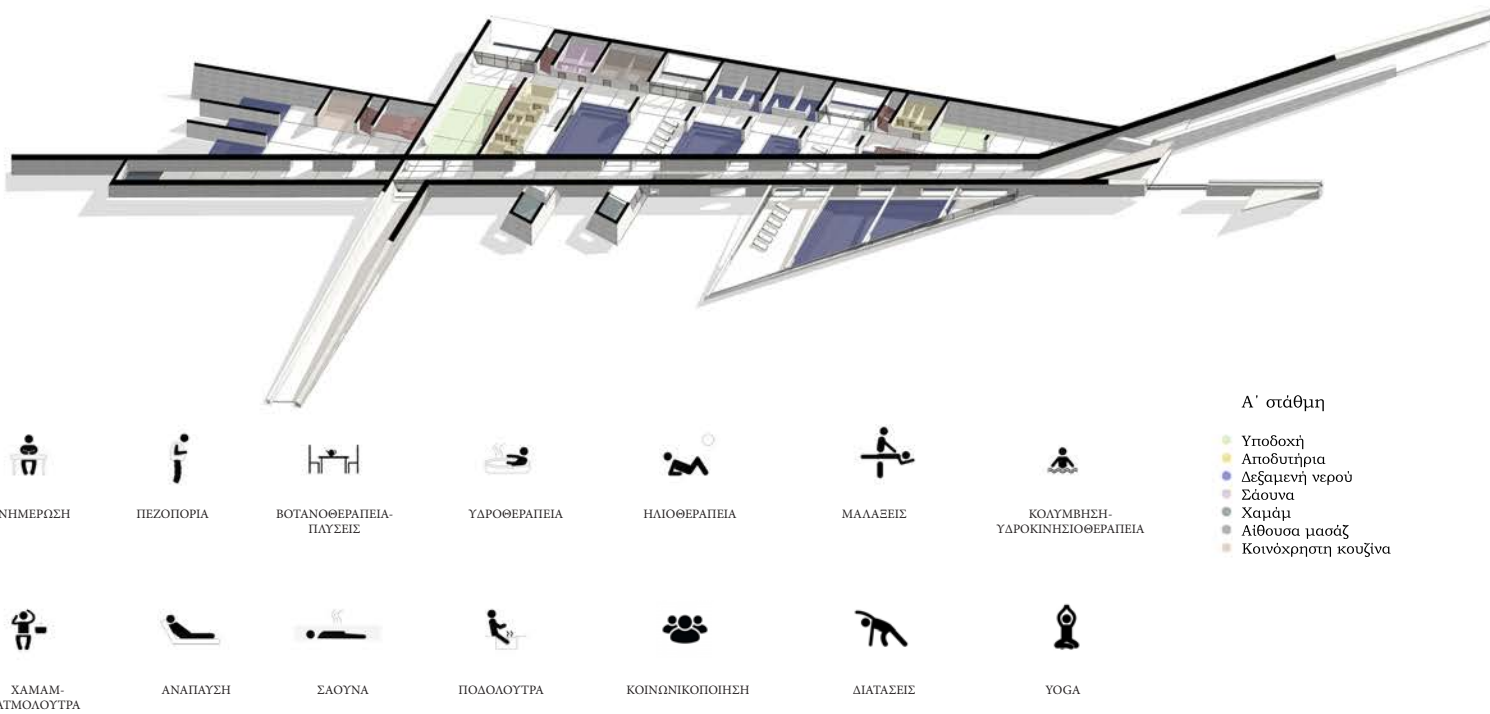 Α΄ στάθμη
Υποδοχή
Αποδυτήρια
Δεξαμενή νερού
Σάουνα
Χαμάμ
Αίθουσα μασάζ
Κοινόχρηστη κουζίνα
ΝΗΜΕΡΩΣΗ
ΠΕΖΟΠΟΡΙΑ
ΒΟΤΑΝΟΘΕΡΑΠΕΙΑ-
ΠΛΥΣΕΙΣ
ΥΔΡΟΘΕΡΑΠΕΙΑ
ΗΛΙΟΘΕΡΑΠΕΙΑ
ΜΑΛΑΞΕΙΣ
ΚΟΛΥΜΒΗΣΗ-
ΥΔΡΟΚΙΝΗΣΙΟΘΕΡΑΠΕΙΑ
ΧΑΜΑΜ-
ΑΤΜΟΛΟΥΤΡΑ
ΑΝΑΠΑΥΣΗ
ΣΑΟΥΝΑ
ΠΟΔΟΛΟΥΤΡΑ
ΚΟΙΝΩΝΙΚΟΠΟΙΗΣΗ
ΔΙΑΤΑΣΕΙΣ
YOGA